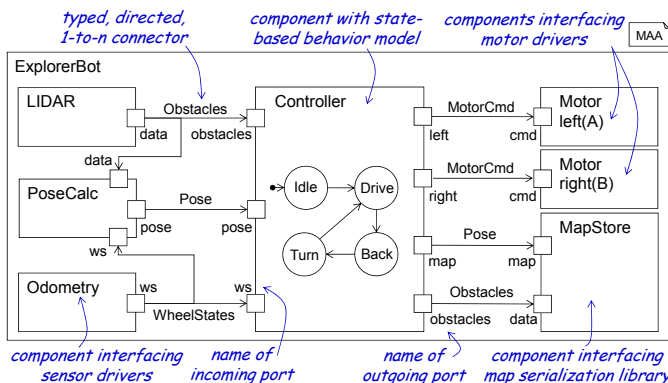 typed, directed,
1-to-n connector
component with state-
based behavior model
components interfacing
motor drivers
MAA
ExplorerBot
LIDAR
data
Obstacles
obstacles
Controller
left
MotorCmd
cmd
Motor
left(A)
data
PoseCalc
pose
Pose
pose
Idle
Drive
Turn
Back
right
MotorCmd
cmd
Motor
right(B)
ws
map
Pose
map
MapStore
Odometry
ws
WheelStates
ws
obstacles
Obstacles
data
component interfacing
sensor drivers
name of
incoming port
name of
outgoing port
component interfacing
map serialization library